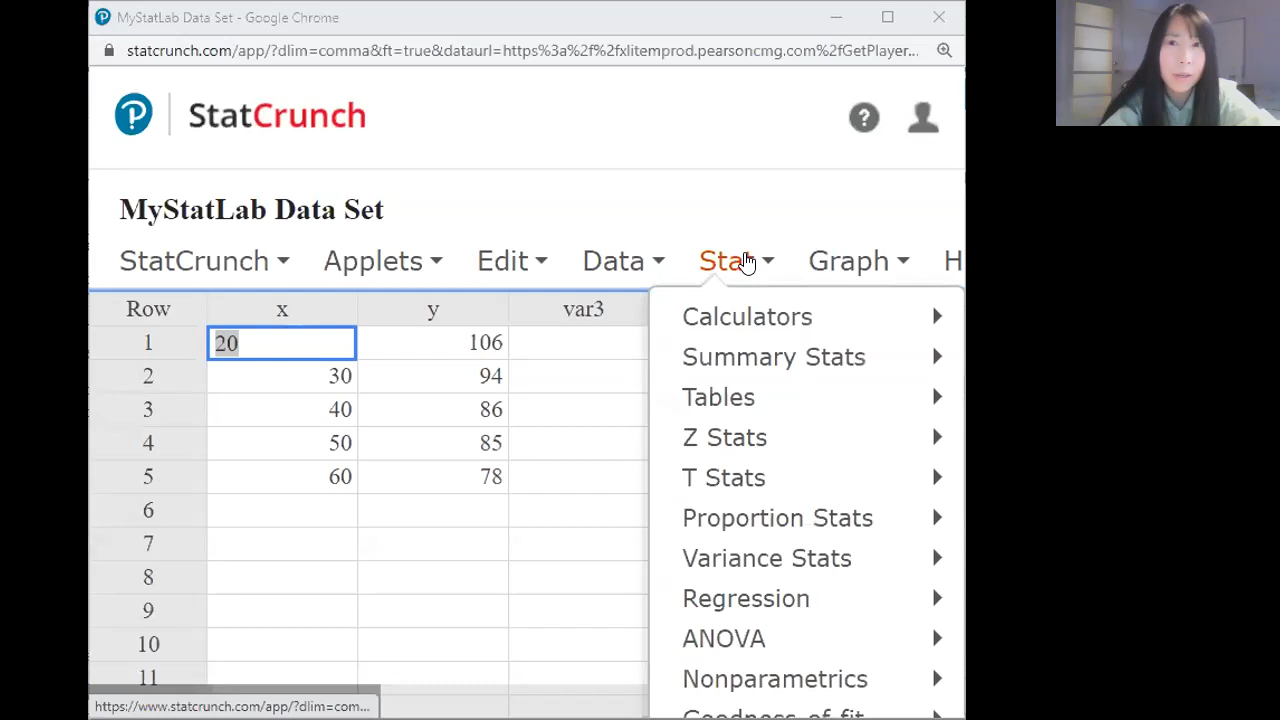 MyStatLab Data Set - Google Chrome
statcrunch.com/app/?dlim=comma&ft=true&dataurl=https%3a%2f%2fxlitemprod.pearsoncmg.com%2fGetPlayer...
StatCrunch
MyStatLab Data Set
StatCrunch Applets Edit Data Stat Graph H
Row x y var3
1 20 106
2 30 94
3 40 86
4 50 85
5 60 78
6
7
8
9
10
11
Calculators
Summary Stats
Tables
Z Stats
T Stats
Proportion Stats
Variance Stats
Regression
ANOVA
Nonparametrics
Goodness-of-fit
https://www.statcrunch.com/app/?dlim=com...